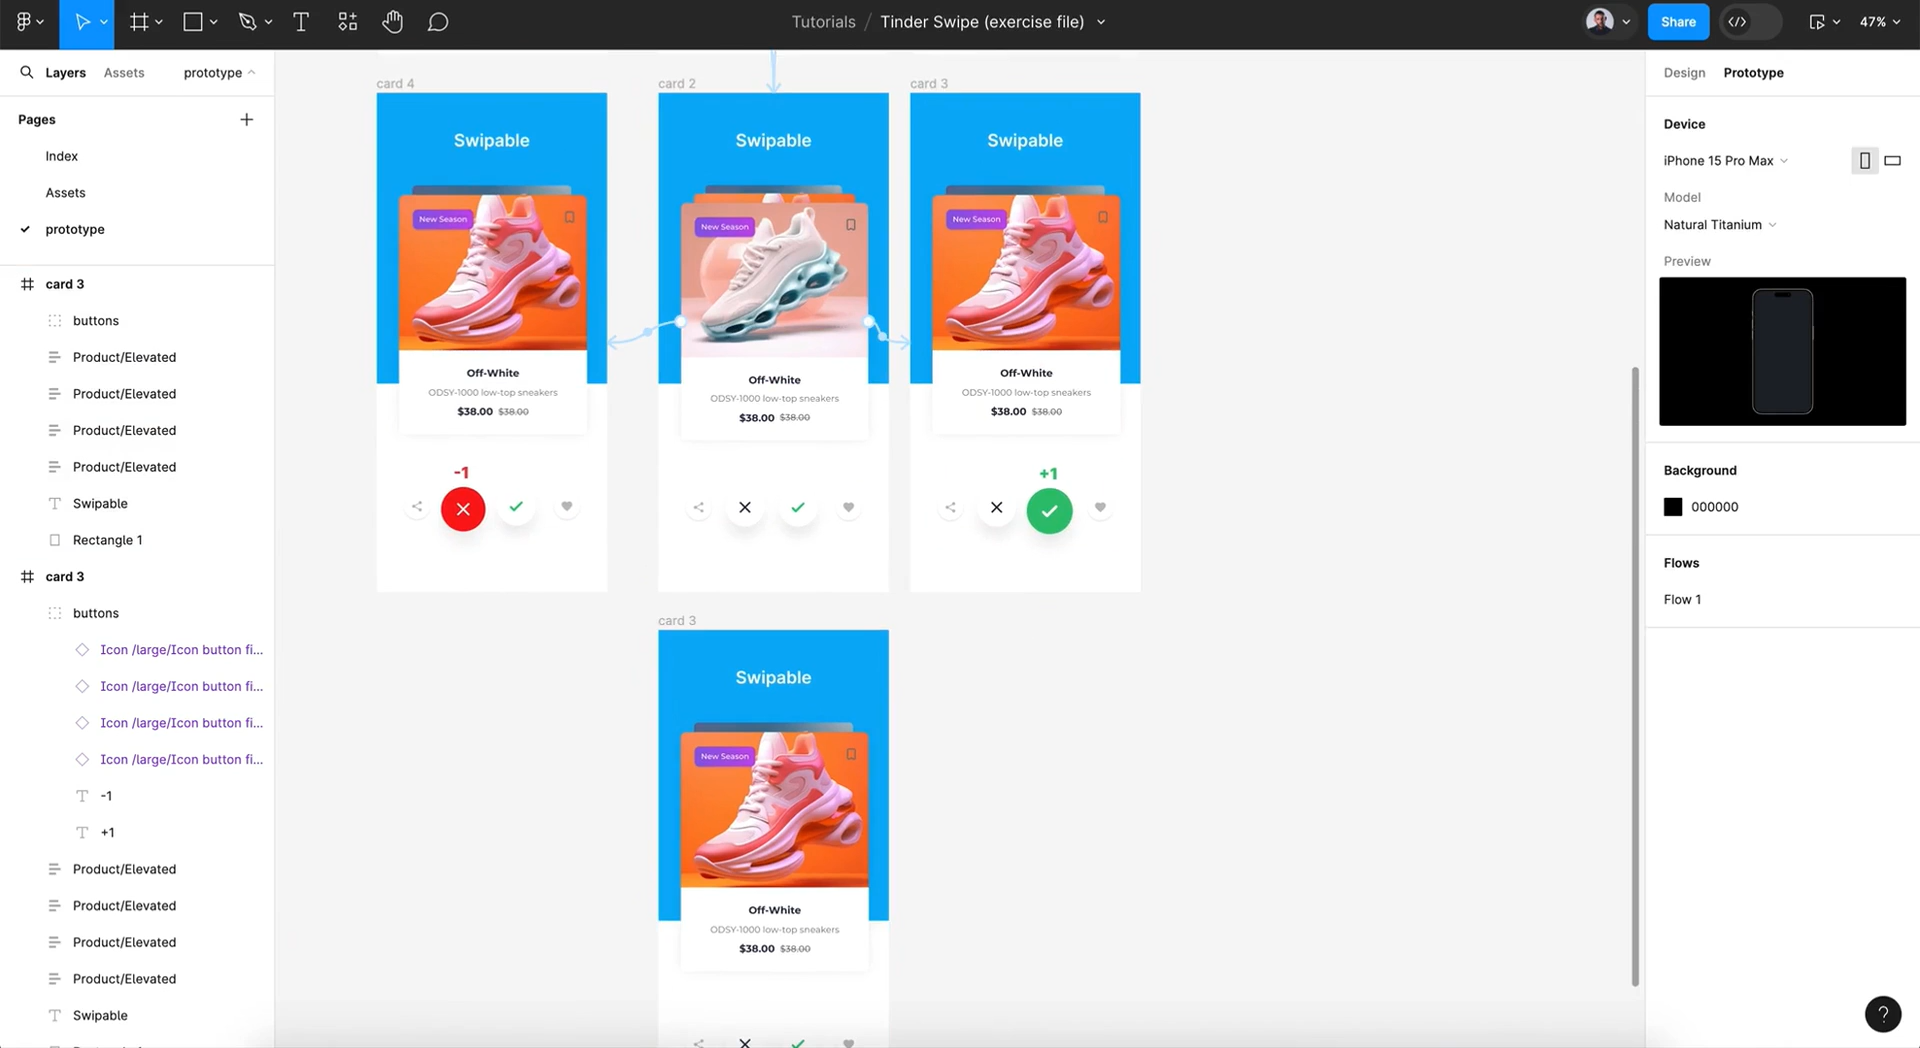 Tutorials / Tinder Swipe (exercise file)
Share
47%
Layers
Assets
prototype
Pages
Index
Assets
prototype
card 3
buttons
Product/Elevated
Product/Elevated
Product/Elevated
Product/Elevated
Swipable
Rectangle 1
card 3
buttons
Icon /large/Icon button fi...
Icon /large/Icon button fi...
Icon /large/Icon button fi...
Icon /large/Icon button fi...
-1
+1
Product/Elevated
Product/Elevated
Product/Elevated
Product/Elevated
Swipable
card 4
Swipable
New Season
Off-White
ODSY-1000 low-top sneakers
$38.00 $38.00
-1
card 2
Swipable
New Season
Off-White
ODSY-1000 low-top sneakers
$38.00 $38.00
card 3
Swipable
New Season
Off-White
ODSY-1000 low-top sneakers
$38.00 $38.00
+1
card 3
Swipable
New Season
Off-White
ODSY-1000 low-top sneakers
$38.00 $38.00
Design
Prototype
Device
iPhone 15 Pro Max
Model
Natural Titanium
Preview
Background
000000
Flows
Flow 1
?